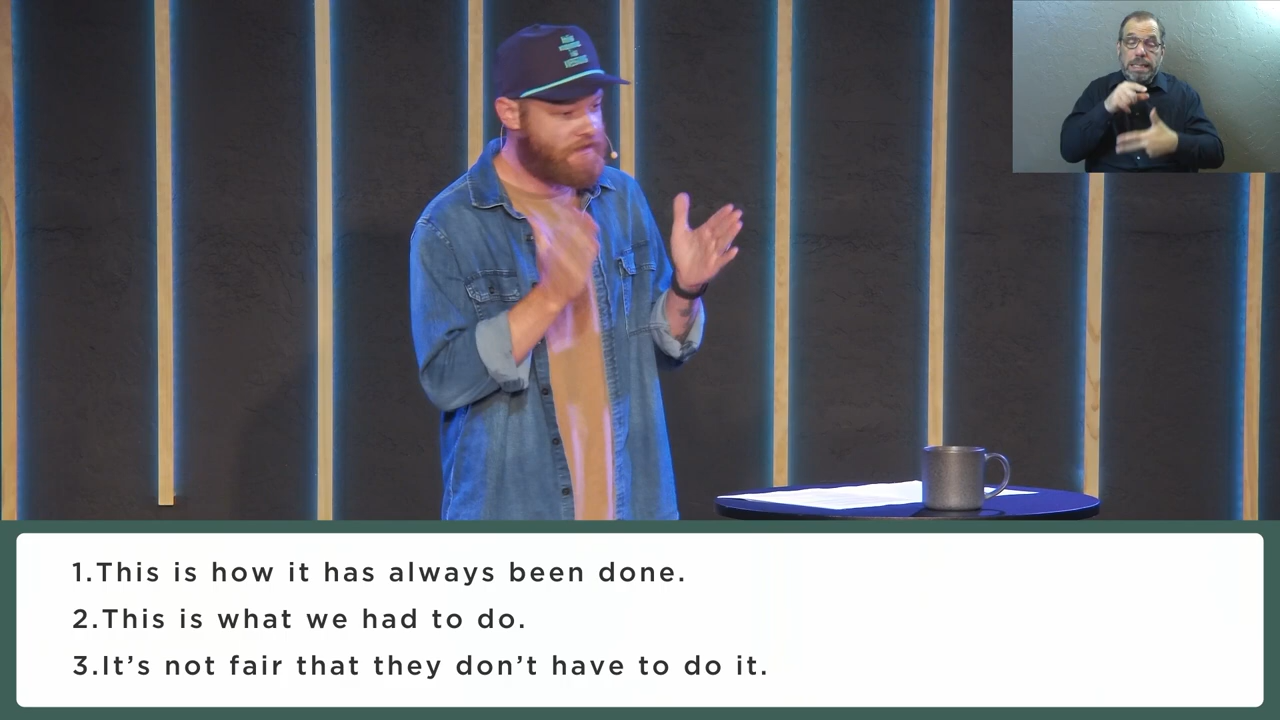 1.This is how it has always been done.
2.This is what we had to do.
3.It’s not fair that they don’t have to do it.